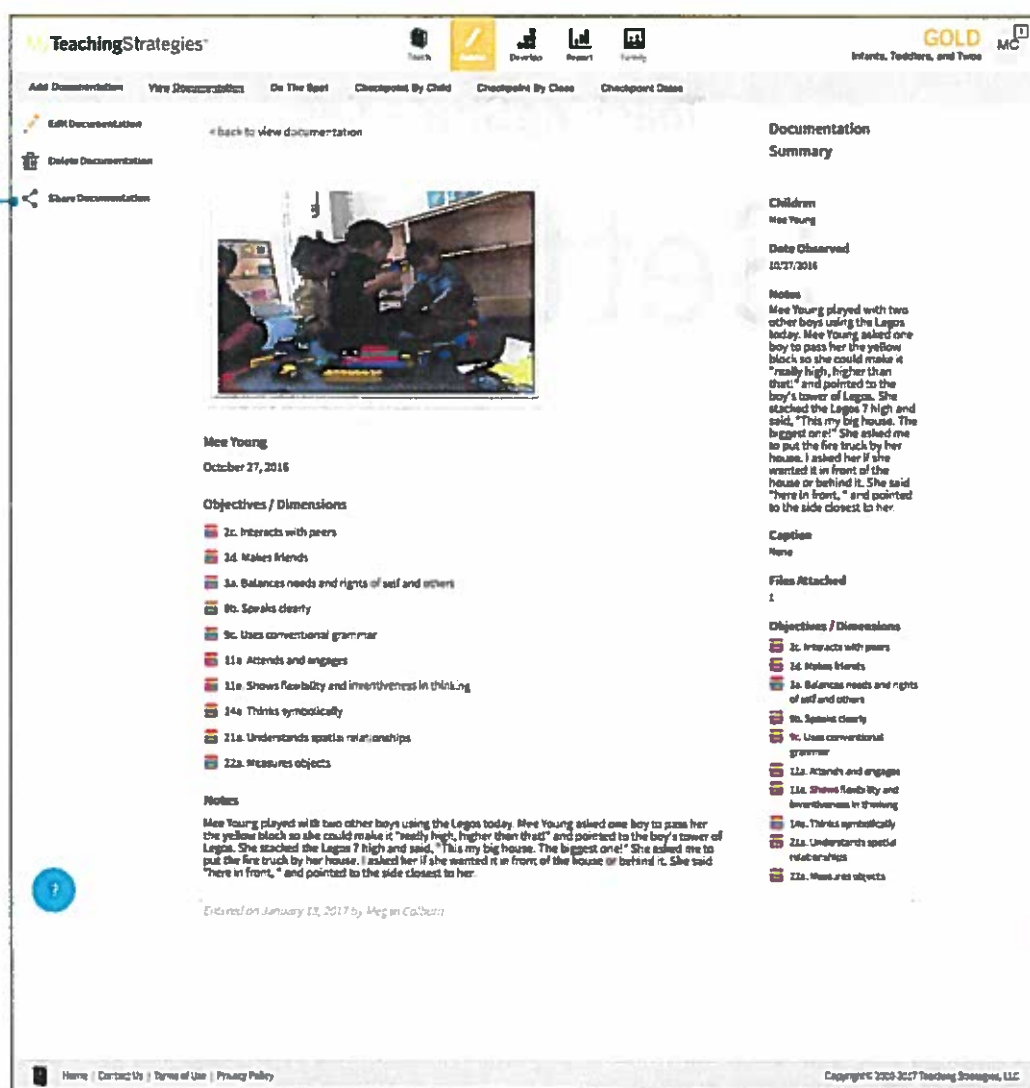 MyTeachingStrategies™
Teach
Assess
Develop
Report
Family
GOLD
Infants, Toddlers, and Twos
MC
Add Documentation
View Documentation
On The Spot
Checkpoint By Child
Checkpoint By Class
Checkpoint Dates
Edit Documentation
Delete Documentation
Share Documentation
< back to view documentation
Mee Young
October 27, 2016
Objectives / Dimensions
2c. Interacts with peers
2d. Makes friends
3a. Balances needs and rights of self and others
9b. Speaks clearly
9c. Uses conventional grammar
11a. Attends and engages
11e. Shows flexibility and inventiveness in thinking
14a. Thinks symbolically
21a. Understands spatial relationships
22a. Measures objects
Notes
Mee Young played with two other boys using the Legos today. Mee Young asked one boy to pass her
the yellow block so she could make it "really high, higher than that!" and pointed to the boy's tower of
Legos. She stacked the Legos 7 high and said, "This my big house. The biggest one!" She asked me to
put the fire truck by her house. I asked her if she wanted it in front of the house or behind it. She said
"here in front, " and pointed to the side closest to her.
Entered on January 13, 2017 by Megan Colburn
Documentation
Summary
Children
Mee Young
Date Observed
10/27/2016
Notes
Mee Young played with two
other boys using the Legos
today. Mee Young asked one
boy to pass her the yellow
block so she could make it
"really high, higher than
that!" and pointed to the
boy's tower of Legos. She
stacked the Legos 7 high and
said, "This my big house. The
biggest one!" She asked me
to put the fire truck by her
house. I asked her if she
wanted it in front of the
house or behind it. She said
"here in front, " and pointed
to the side closest to her.
Caption
None
Files Attached
1
Objectives / Dimensions
2c. Interacts with peers
2d. Makes friends
3a. Balances needs and rights
of self and others
9b. Speaks clearly
9c. Uses conventional
grammar
11a. Attends and engages
11e. Shows flexibility and
inventiveness in thinking
14a. Thinks symbolically
21a. Understands spatial
relationships
22a. Measures objects
?
Home | Contact Us | Terms of Use | Privacy Policy
Copyright © 2009-2017 Teaching Strategies, LLC